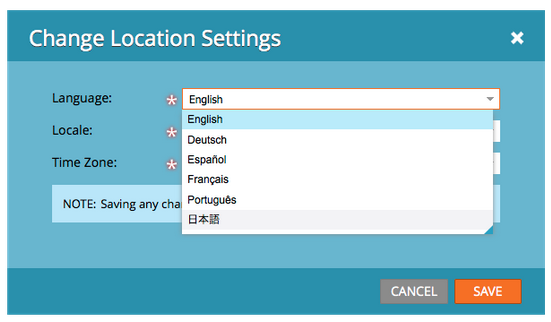 Change Location Settings
Language:
English
English
Deutsch
Español
Français
Português
日本語
Locale:
Time Zone:
NOTE: Saving any
CANCEL
SAVE